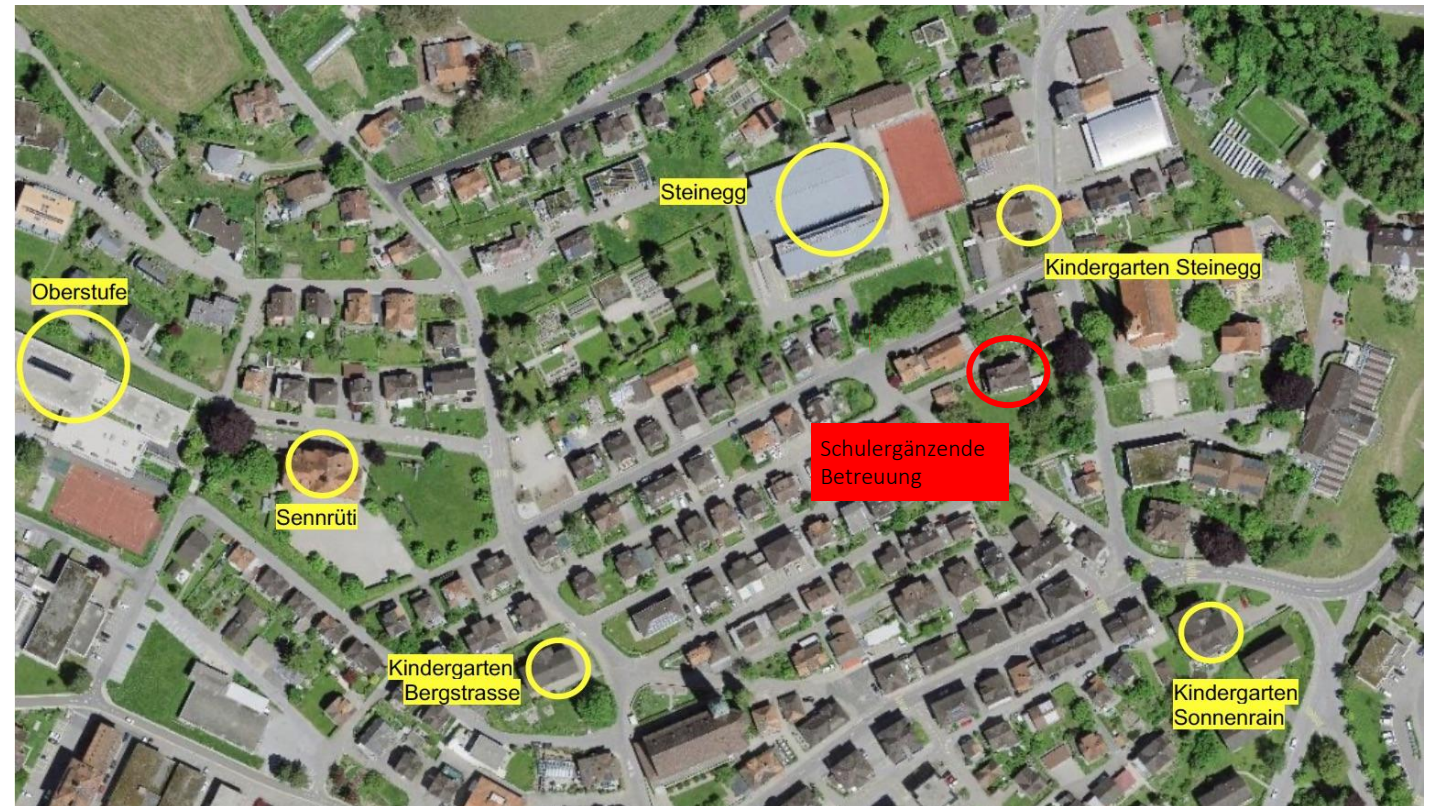 Steinegg
Kindergarten Steinegg
Oberstufe
Schulergänzende
Betreuung
Sennrüti
Kindergarten
Bergstrasse
Kindergarten
Sonnenrain